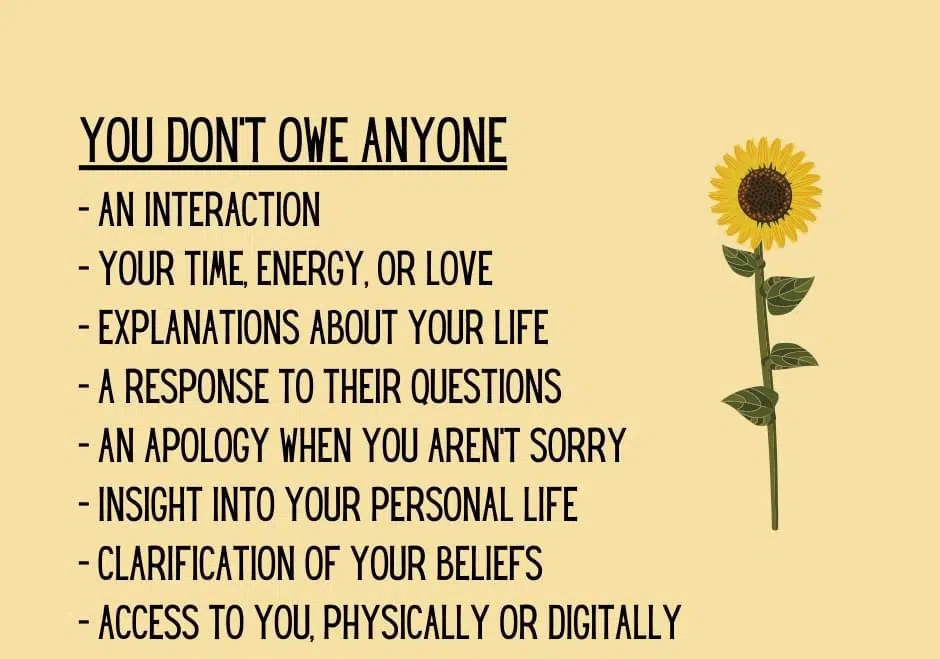 YOU DON'T OWE ANYONE
- AN INTERACTION
- YOUR TIME, ENERGY, OR LOVE
- EXPLANATIONS ABOUT YOUR LIFE
- A RESPONSE TO THEIR QUESTIONS
- AN APOLOGY WHEN YOU AREN'T SORRY
- INSIGHT INTO YOUR PERSONAL LIFE
- CLARIFICATION OF YOUR BELIEFS
- ACCESS TO YOU, PHYSICALLY OR DIGITALLY